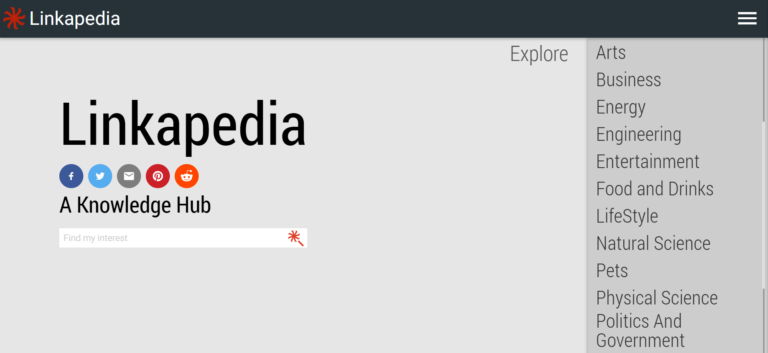 Linkapedia
Explore
Linkapedia
A Knowledge Hub
Find my interest
Arts
Business
Energy
Engineering
Entertainment
Food and Drinks
LifeStyle
Natural Science
Pets
Physical Science
Politics And
Government